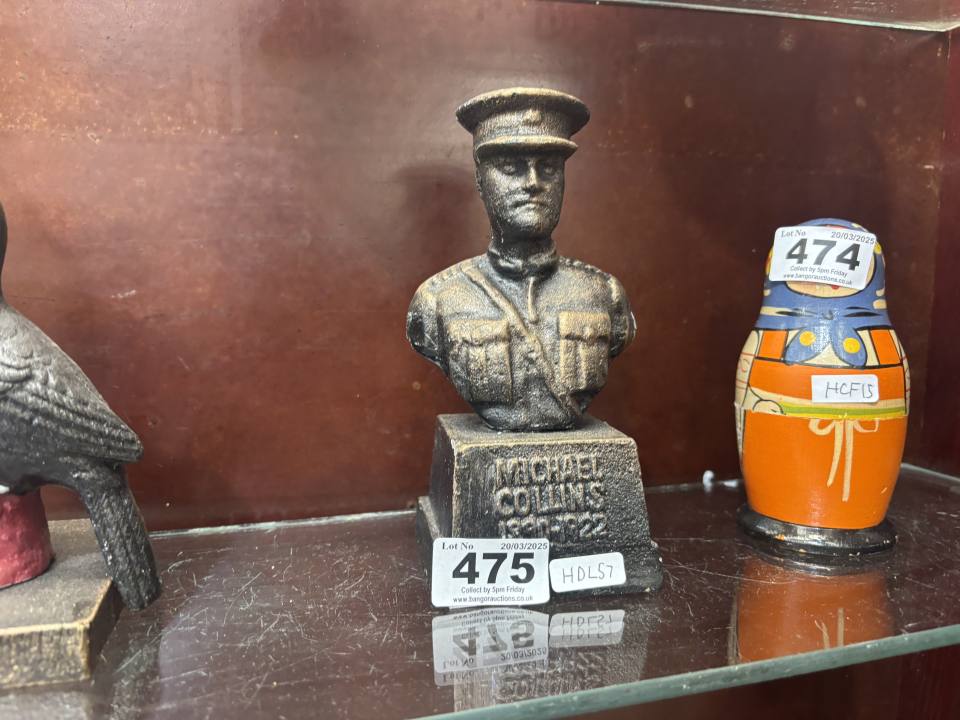 MICHAEL
COLLINS
1890-1922
Lot No 20/03/2025
475
Collect by 5pm Friday
www.bangorauctions.co.uk
HDL57
Lot No 20/03/2025
474
Collect by 5pm Friday
www.bangorauctions.co.uk
HCF15